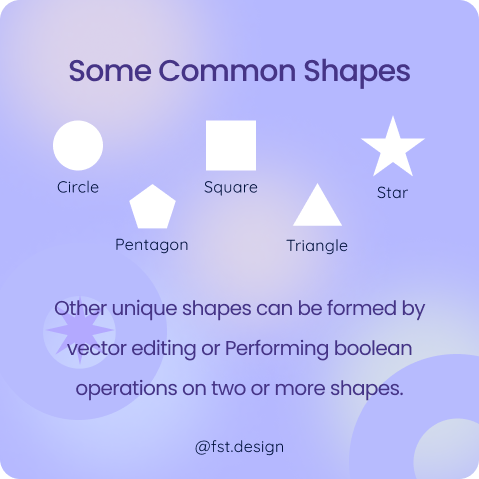 Some Common Shapes
Circle
Square
Star
Pentagon
Triangle
Other unique shapes can be formed by
vector editing or Performing boolean
operations on two or more shapes.
@fst.design